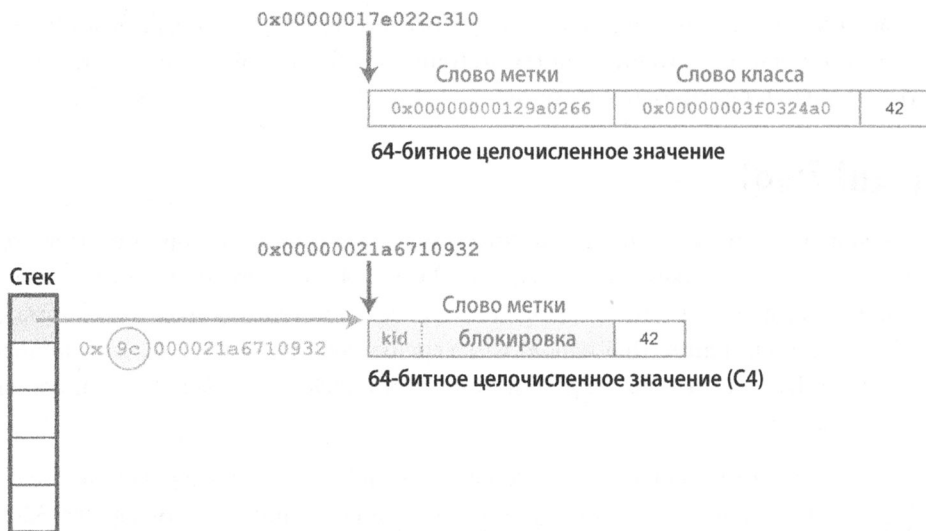 0x00000017e022c310
Слово метки Слово класса
0x00000000129a0266 0x00000003f0324a0 42
64-битное целочисленное значение
0x00000021a6710932
Стек
Слово метки
0x 9c 000021a6710932 kid блокировка 42
64-битное целочисленное значение (C4)